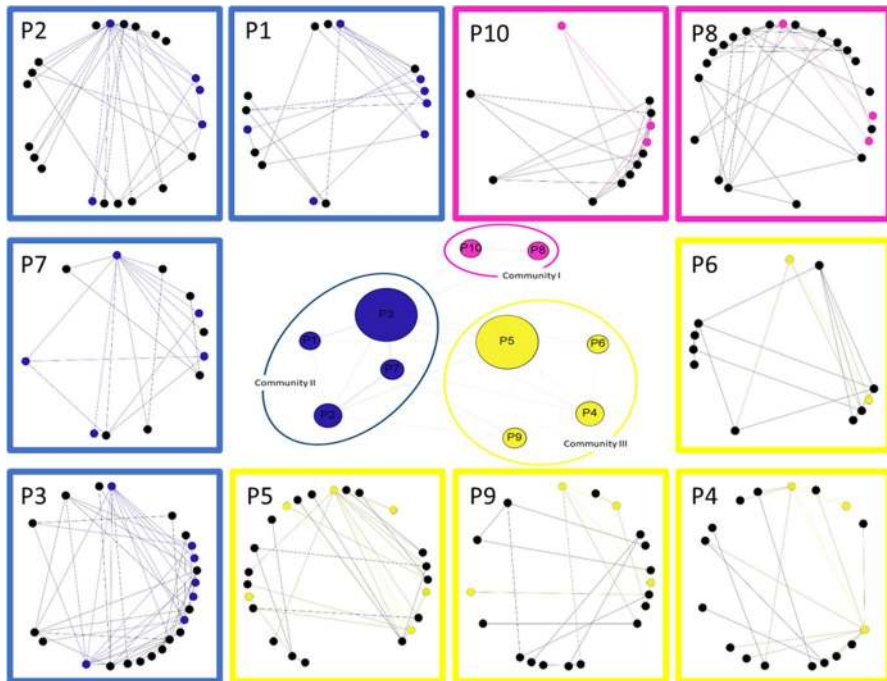 P2
P1
P10
P8
P7
P10
P8
Community I
P6
P3
P5
P6
P1
P7
Community II
P2
P4
P9
Community III
P3
P5
P9
P4